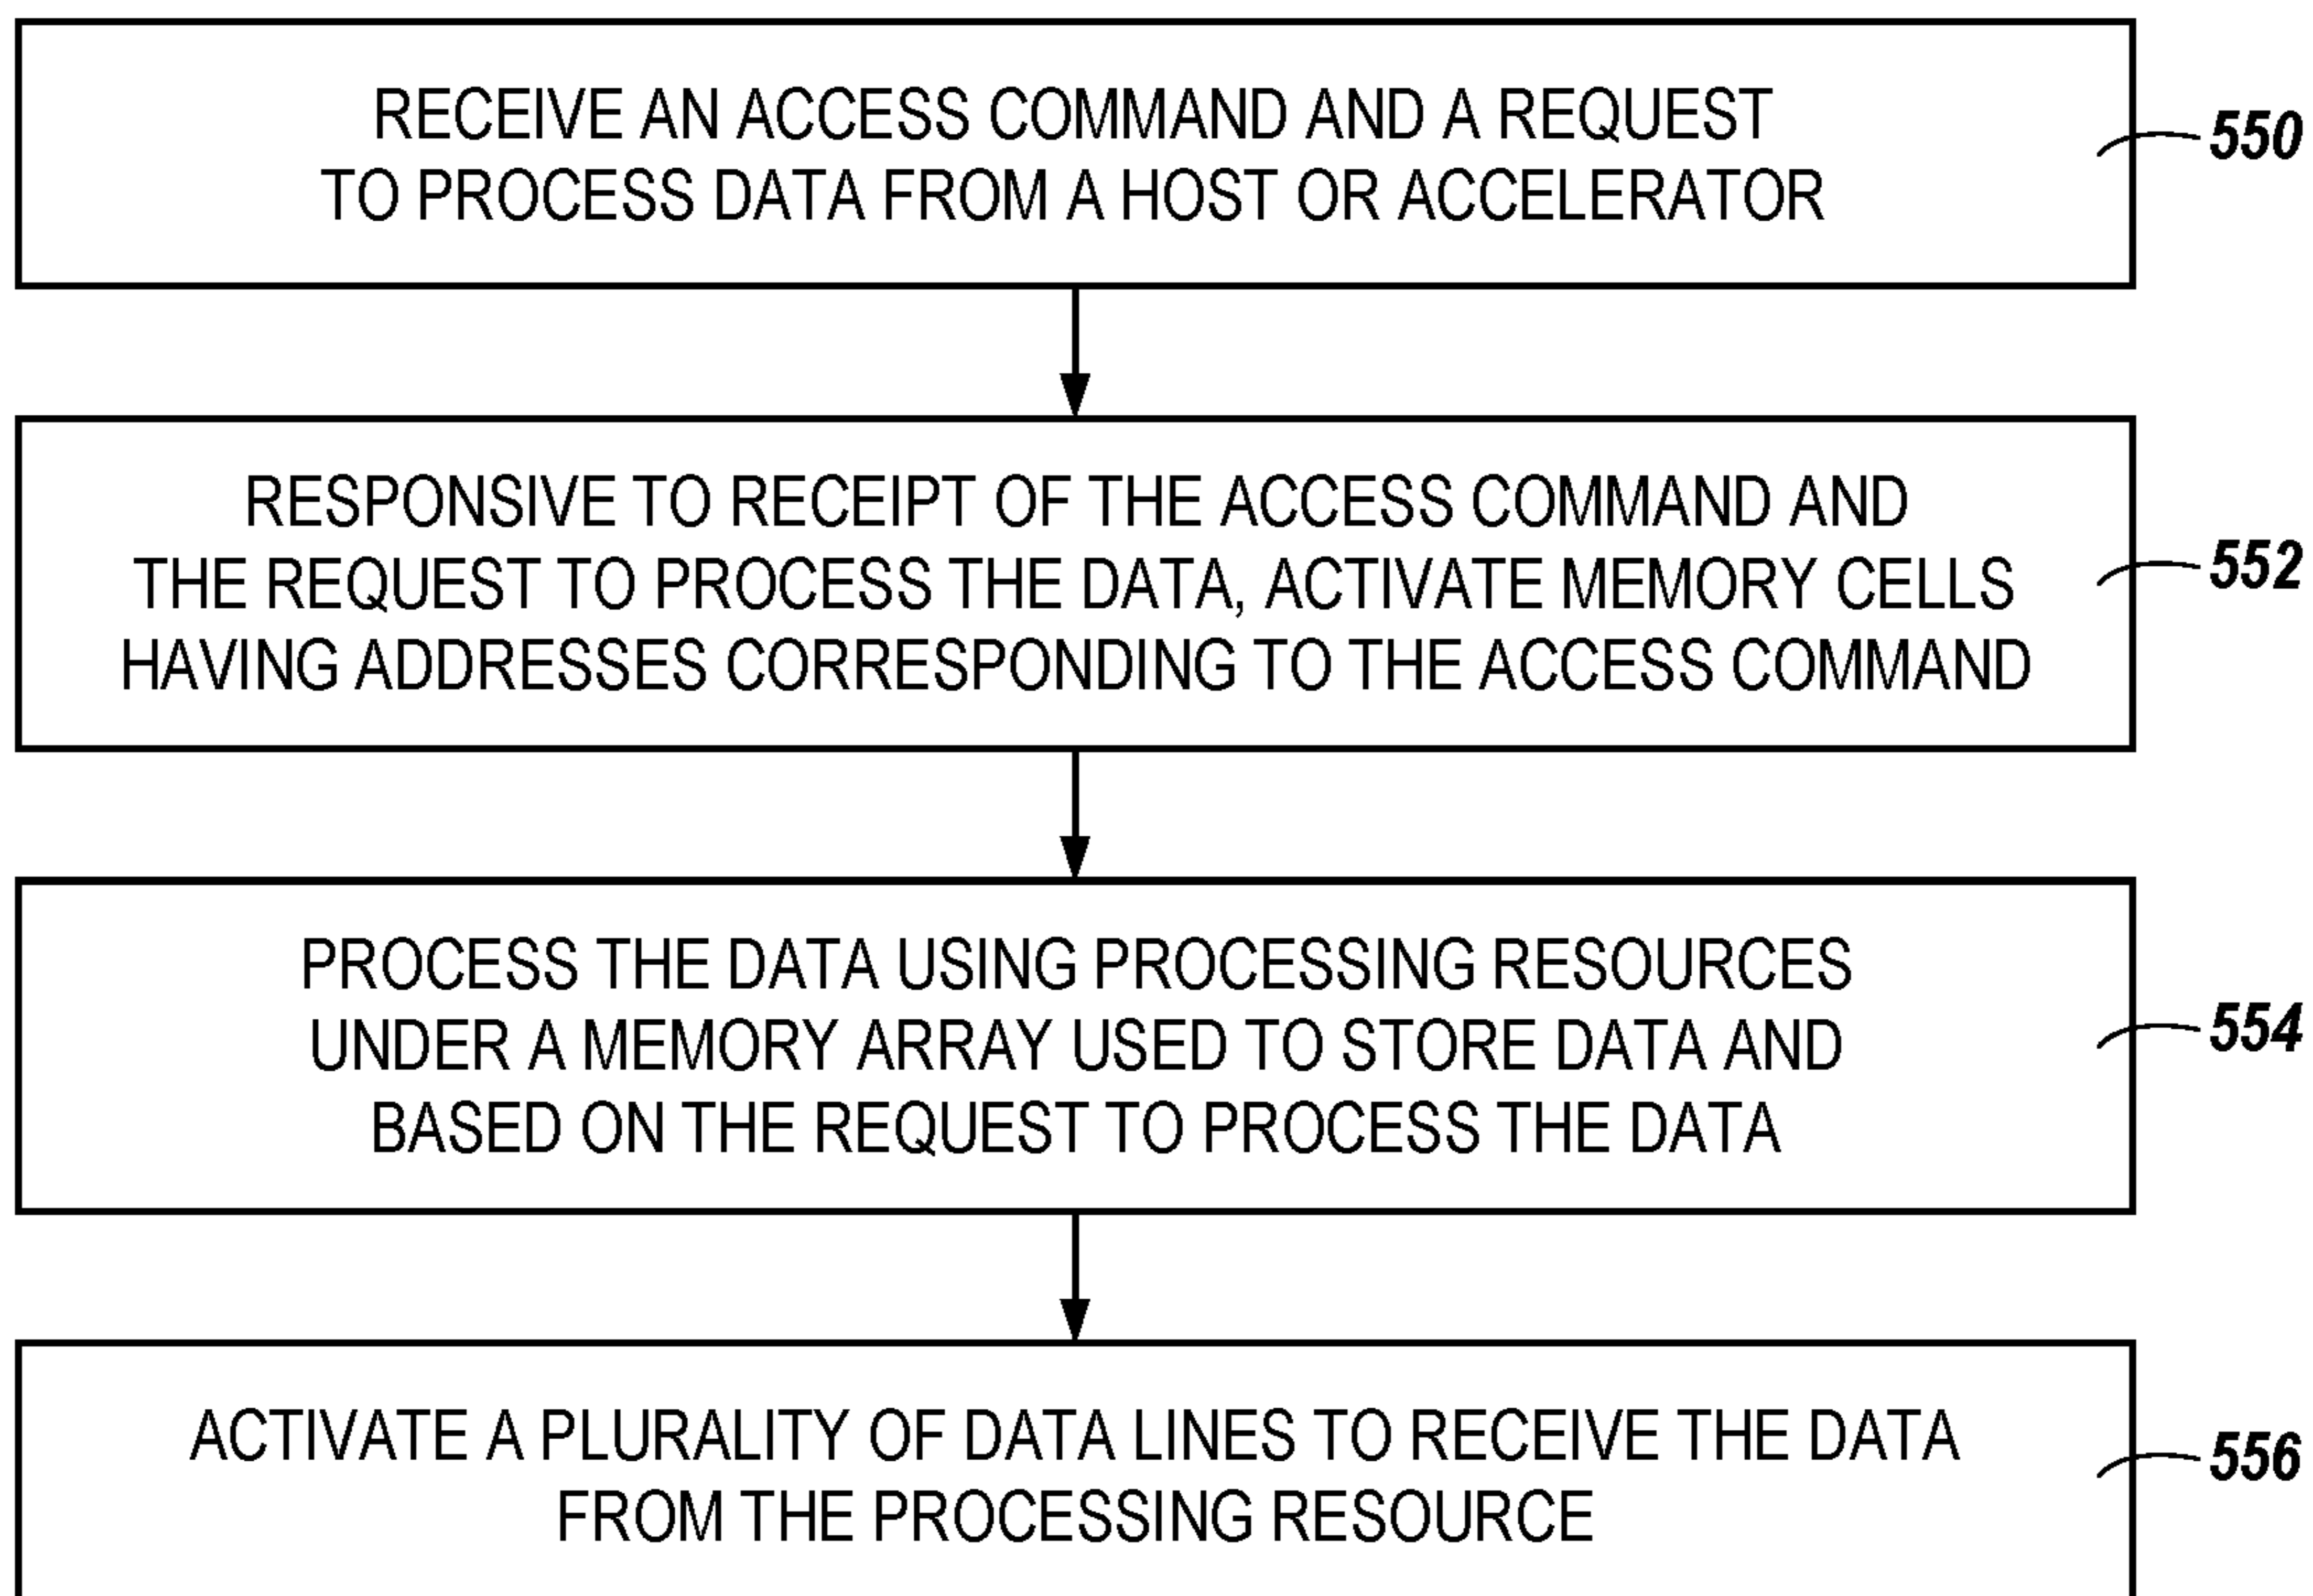 RECEIVE AN ACCESS COMMAND AND A REQUEST
TO PROCESS DATA FROM A HOST OR ACCELERATOR
550
RESPONSIVE TO RECEIPT OF THE ACCESS COMMAND AND
THE REQUEST TO PROCESS THE DATA, ACTIVATE MEMORY CELLS
HAVING ADDRESSES CORRESPONDING TO THE ACCESS COMMAND
552
PROCESS THE DATA USING PROCESSING RESOURCES
UNDER A MEMORY ARRAY USED TO STORE DATA AND
BASED ON THE REQUEST TO PROCESS THE DATA
554
ACTIVATE A PLURALITY OF DATA LINES TO RECEIVE THE DATA
FROM THE PROCESSING RESOURCE
556